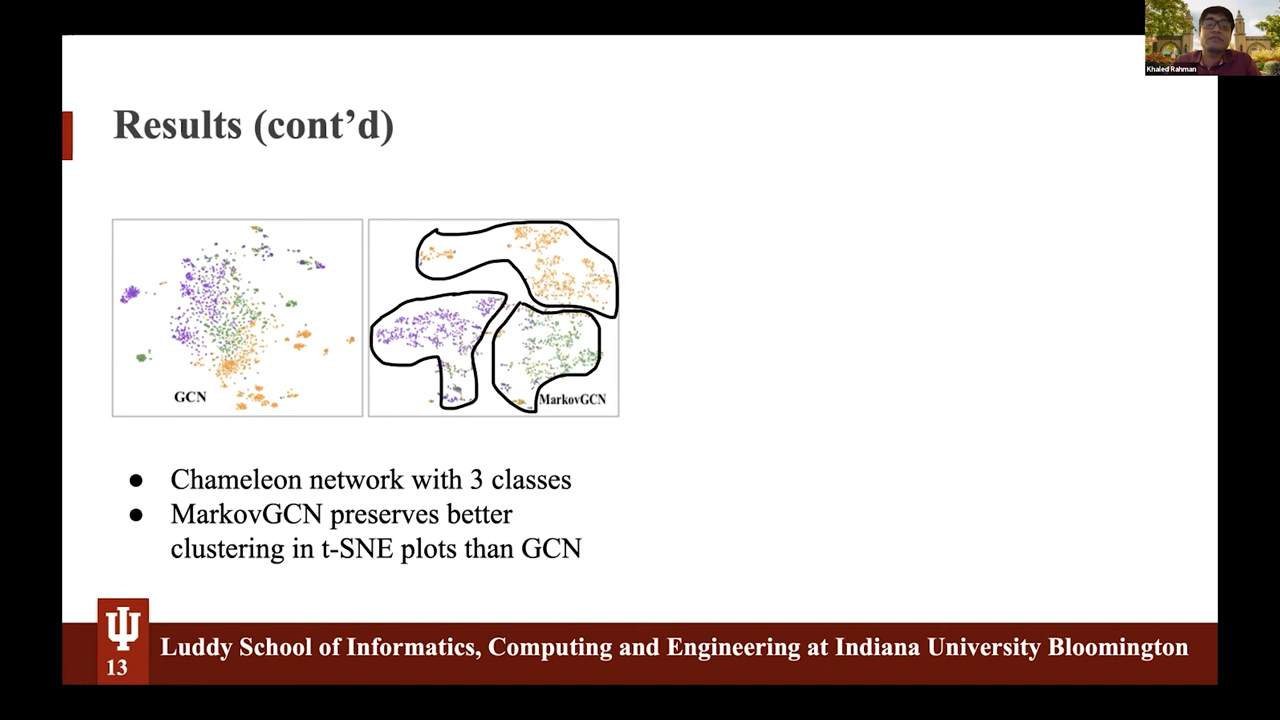 Khaled Rahman
Results (cont’d)
GCN
MarkovGCN
● Chameleon network with 3 classes
● MarkovGCN preserves better
clustering in t-SNE plots than GCN
13
Luddy School of Informatics, Computing and Engineering at Indiana University Bloomington